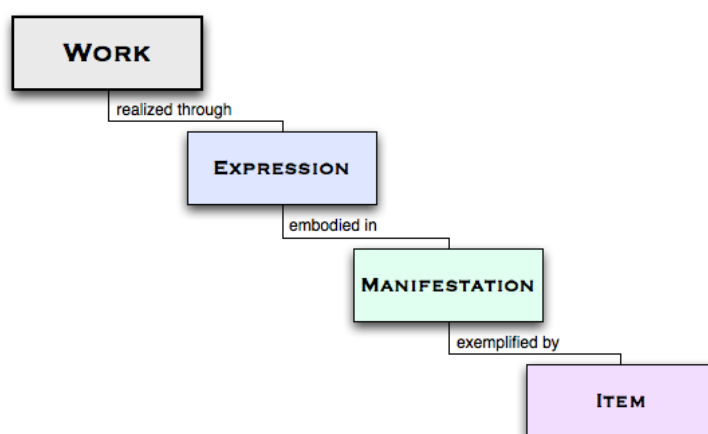 WORK
realized through
EXPRESSION
embodied in
MANIFESTATION
exemplified by
ITEM